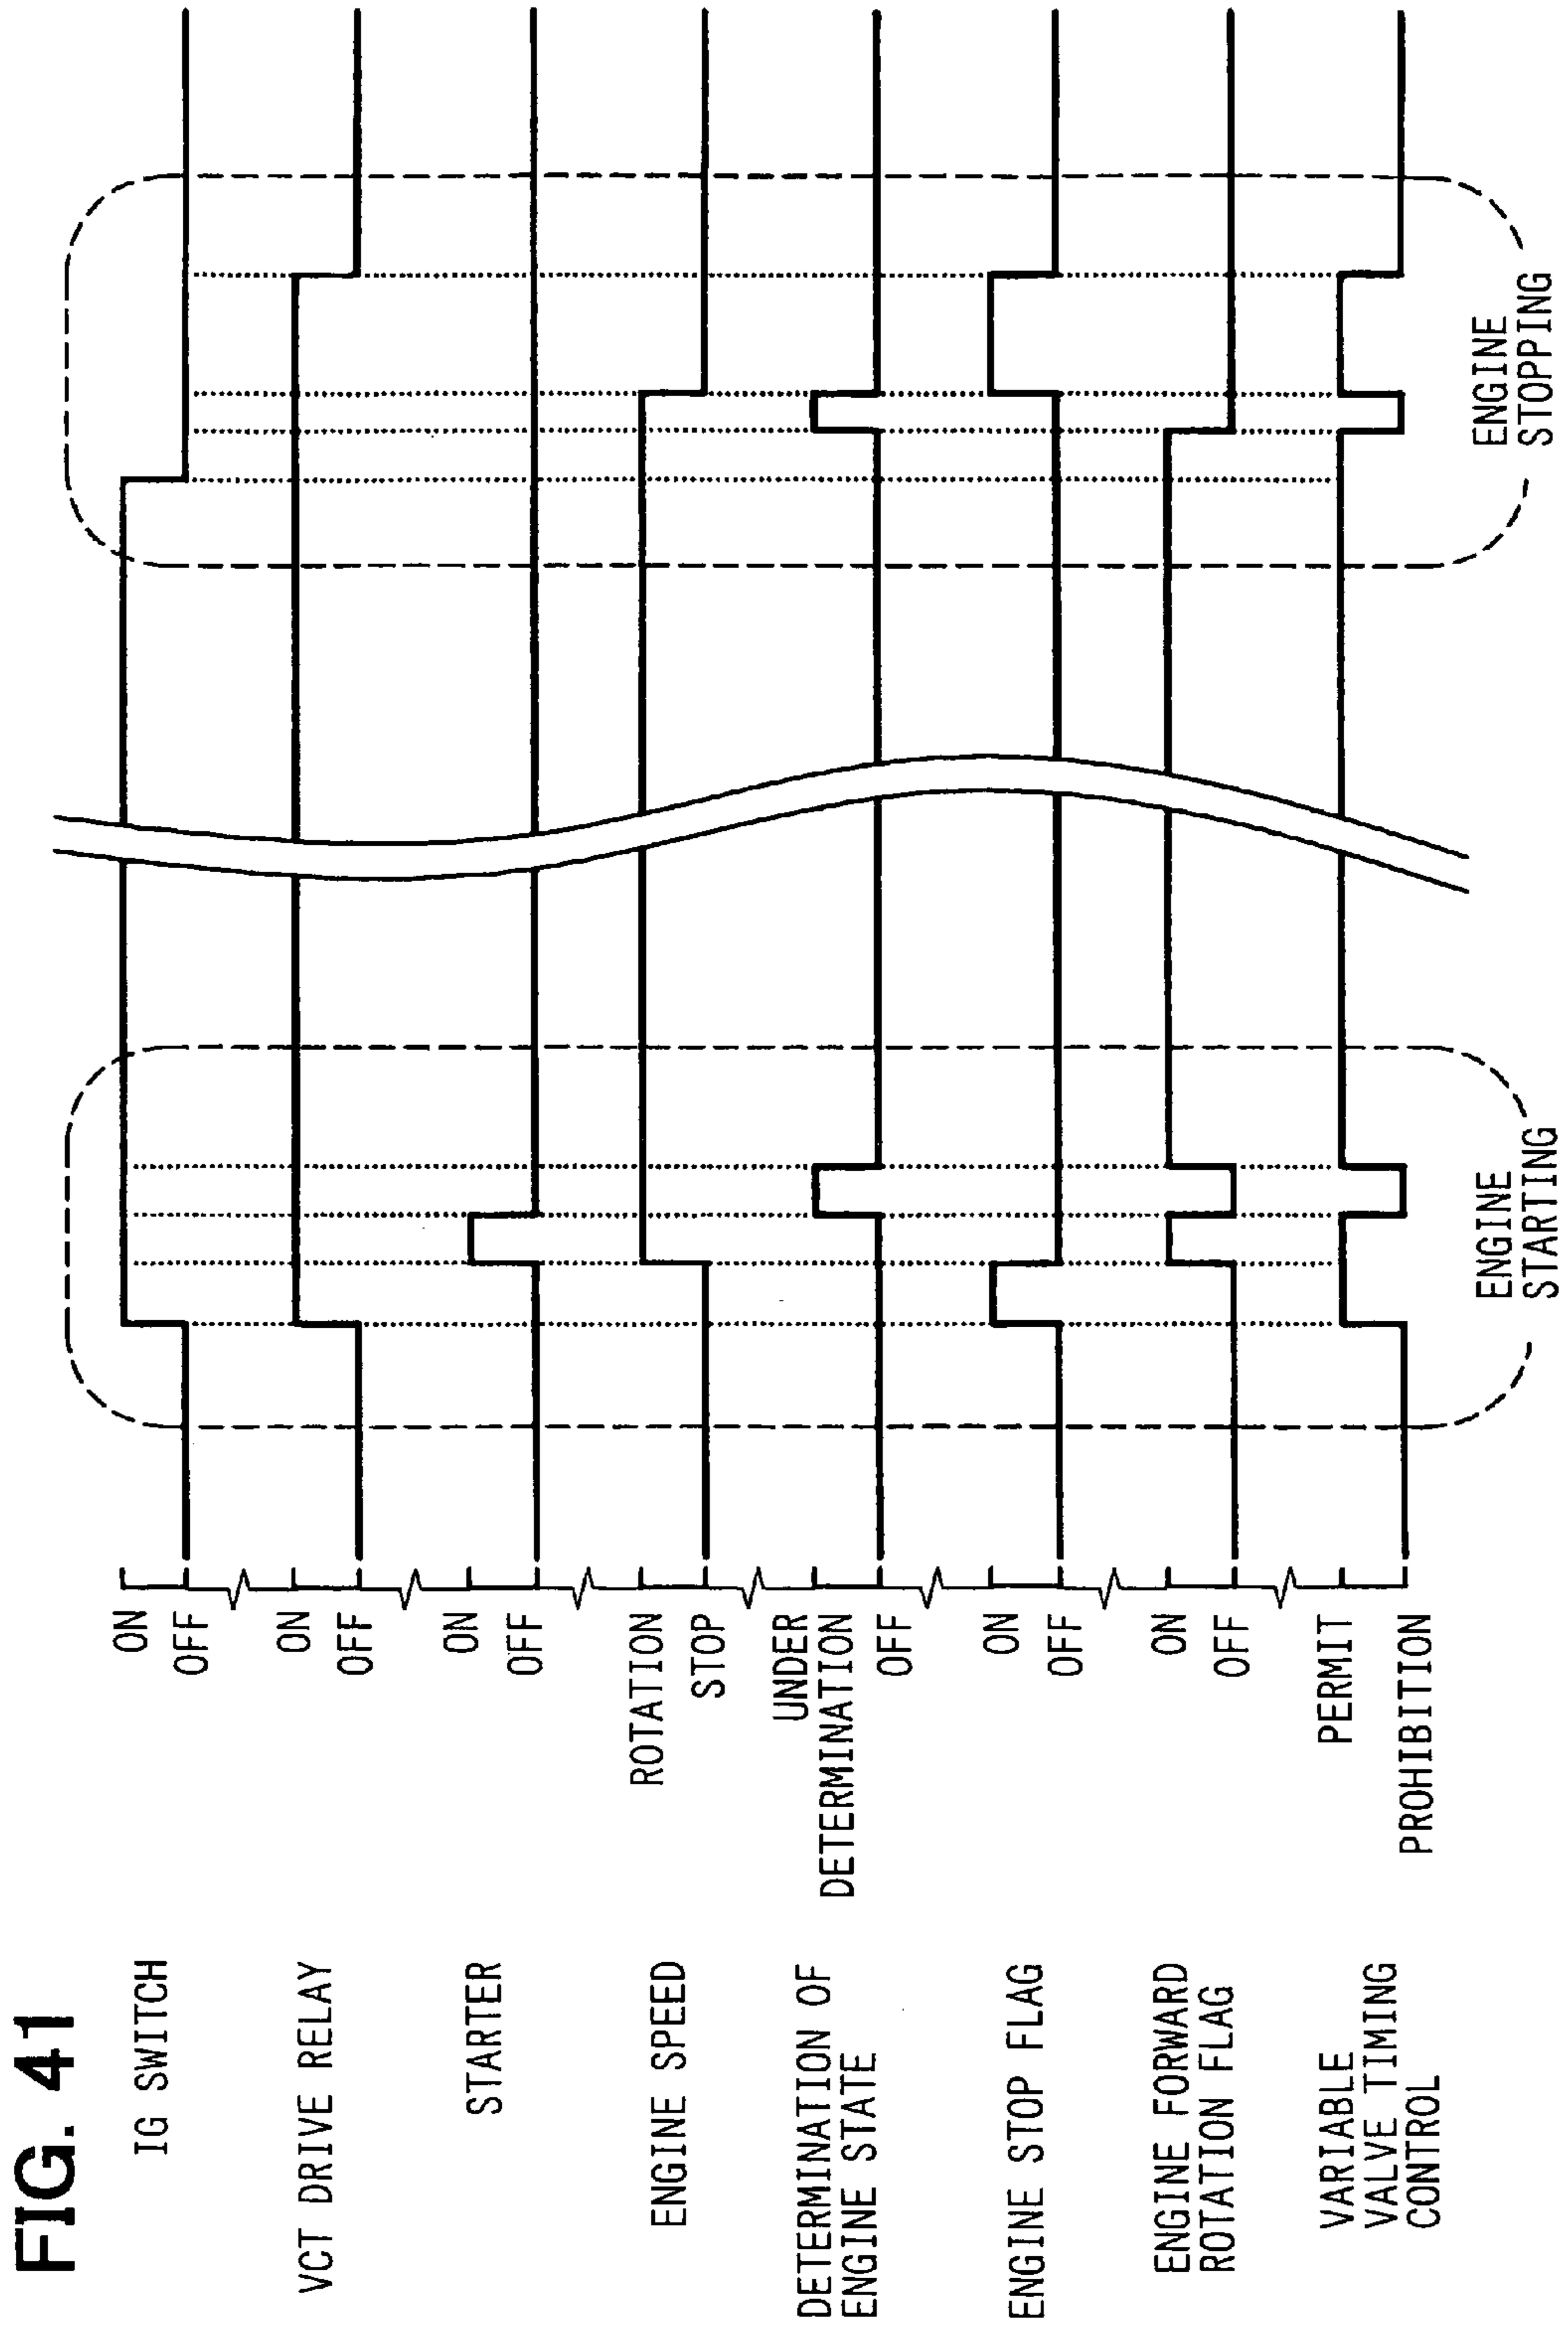 FIG. 41
IG SWITCH
ON
OFF
VCT DRIVE RELAY
ON
OFF
STARTER
ON
OFF
ENGINE SPEED
ROTATION
STOP
DETERMINATION OF
ENGINE STATE
UNDER
DETERMINATION
OFF
ENGINE STOP FLAG
ON
OFF
ENGINE FORWARD
ROTATION FLAG
ON
OFF
VARIABLE
VALVE TIMING
CONTROL
PERMIT
PROHIBITION
ENGINE
STARTING
ENGINE
STOPPING